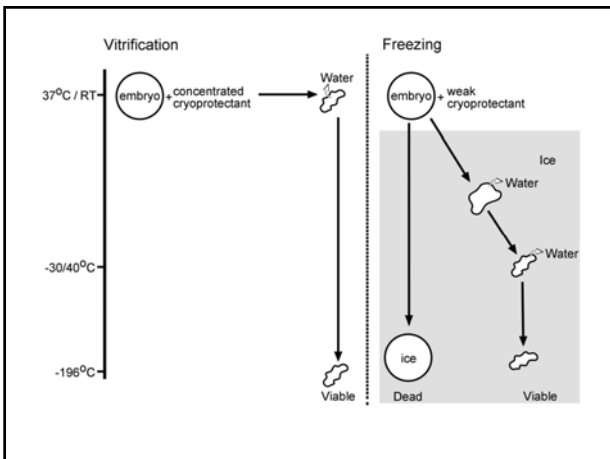 Vitrification
37°C / RT
embryo
+ concentrated
cryoprotectant
Water
-30/40°C
-196°C
Viable
Freezing
embryo
+ weak
cryoprotectant
Ice
Water
Water
ice
Dead
Viable